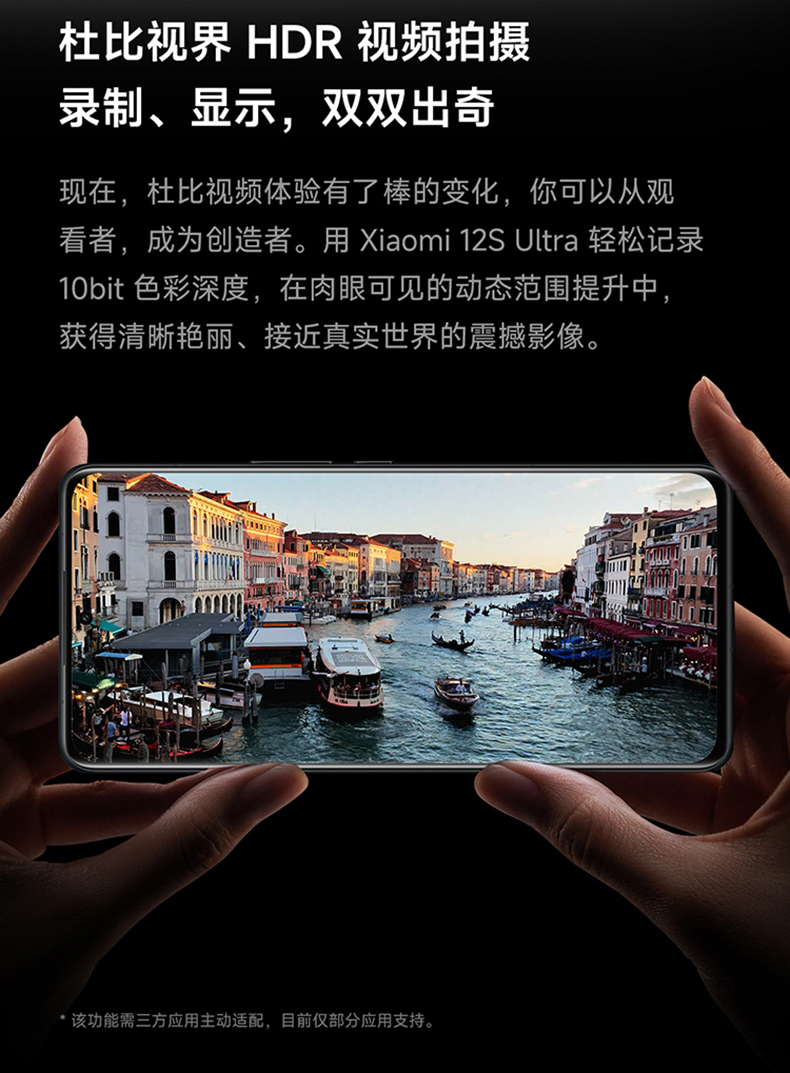 杜比视界 HDR 视频拍摄
录制、显示，双双出奇
现在，杜比视频体验有了棒的变化，你可以从观
看者，成为创造者。用 Xiaomi 12S Ultra 轻松记录
10bit 色彩深度，在肉眼可见的动态范围提升中，
获得清晰艳丽、接近真实世界的震撼影像。
* 该功能需三方应用主动适配，目前仅部分应用支持。